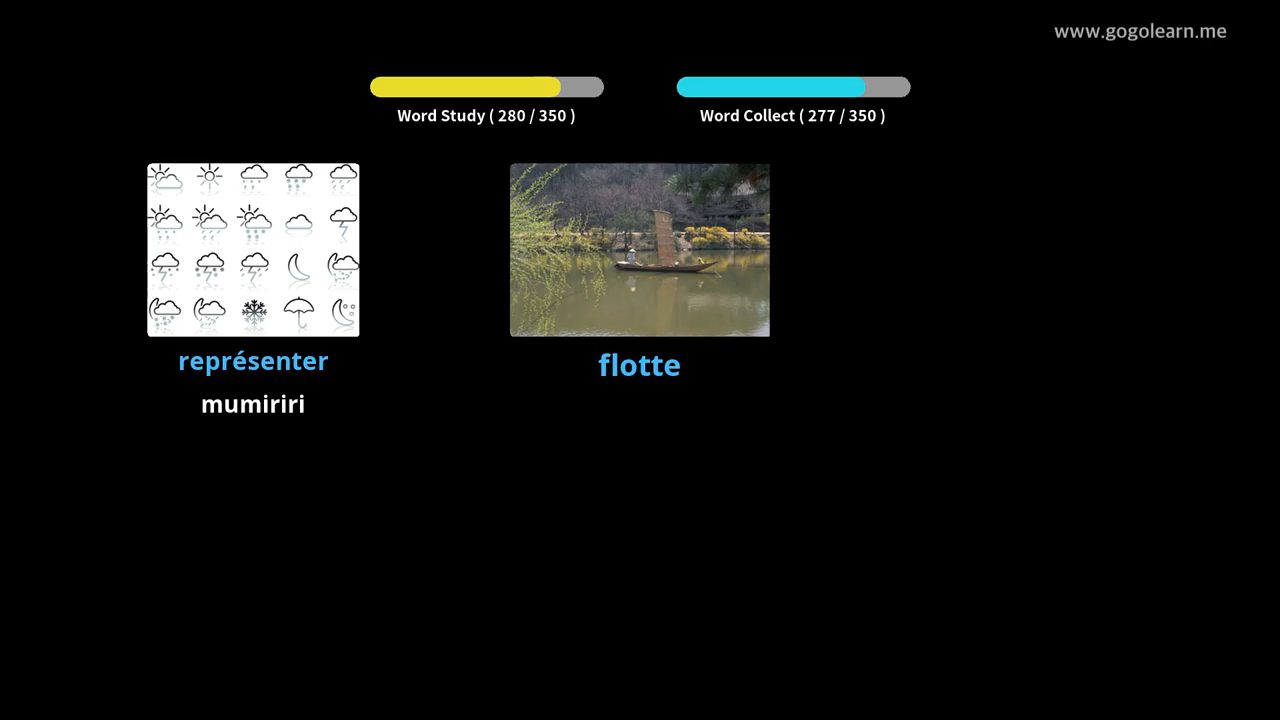 www.gogolearn.me
Word Study ( 280 / 350 )
Word Collect ( 277 / 350 )
représenter
mumiriri
flotte